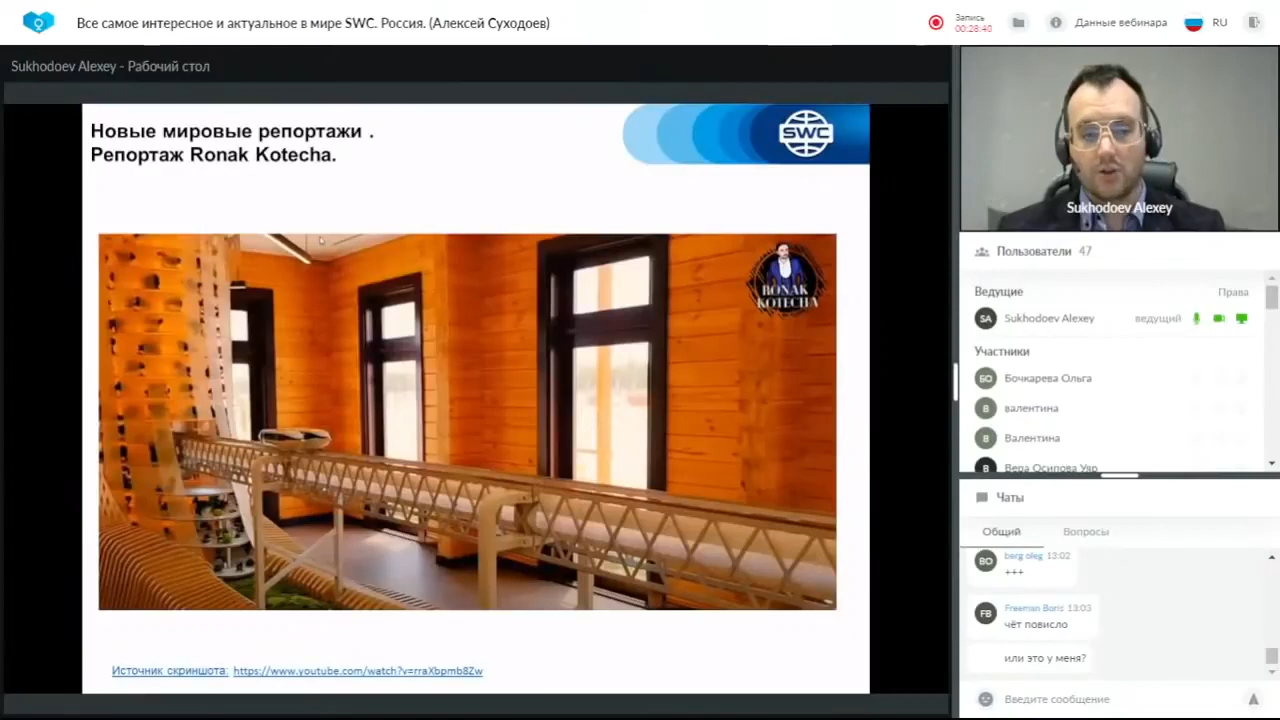 Все самое интересное и актуальное в мире SWC. Россия. (Алексей Суходоев)
Запись
00:28:40
Данные вебинара
RU
Sukhodoev Alexey - Рабочий стол
Новые мировые репортажи .
Репортаж Ronak Kotecha.
SWC
RONAK
KOTECHA
Источник скриншота: https://www.youtube.com/watch?v=rraXbpmb8Zw
Sukhodoev Alexey
Пользователи 47
Ведущие Права
SA Sukhodoev Alexey ведущий
Участники
БО Бочкарева Ольга
В валентина
В Валентина
В Вера Осипова Уяр
Чаты
Общий Вопросы
BO berg oleg 13:02
+++
FB Freeman Boris 13:03
чёт повисло
или это у меня?
Введите сообщение